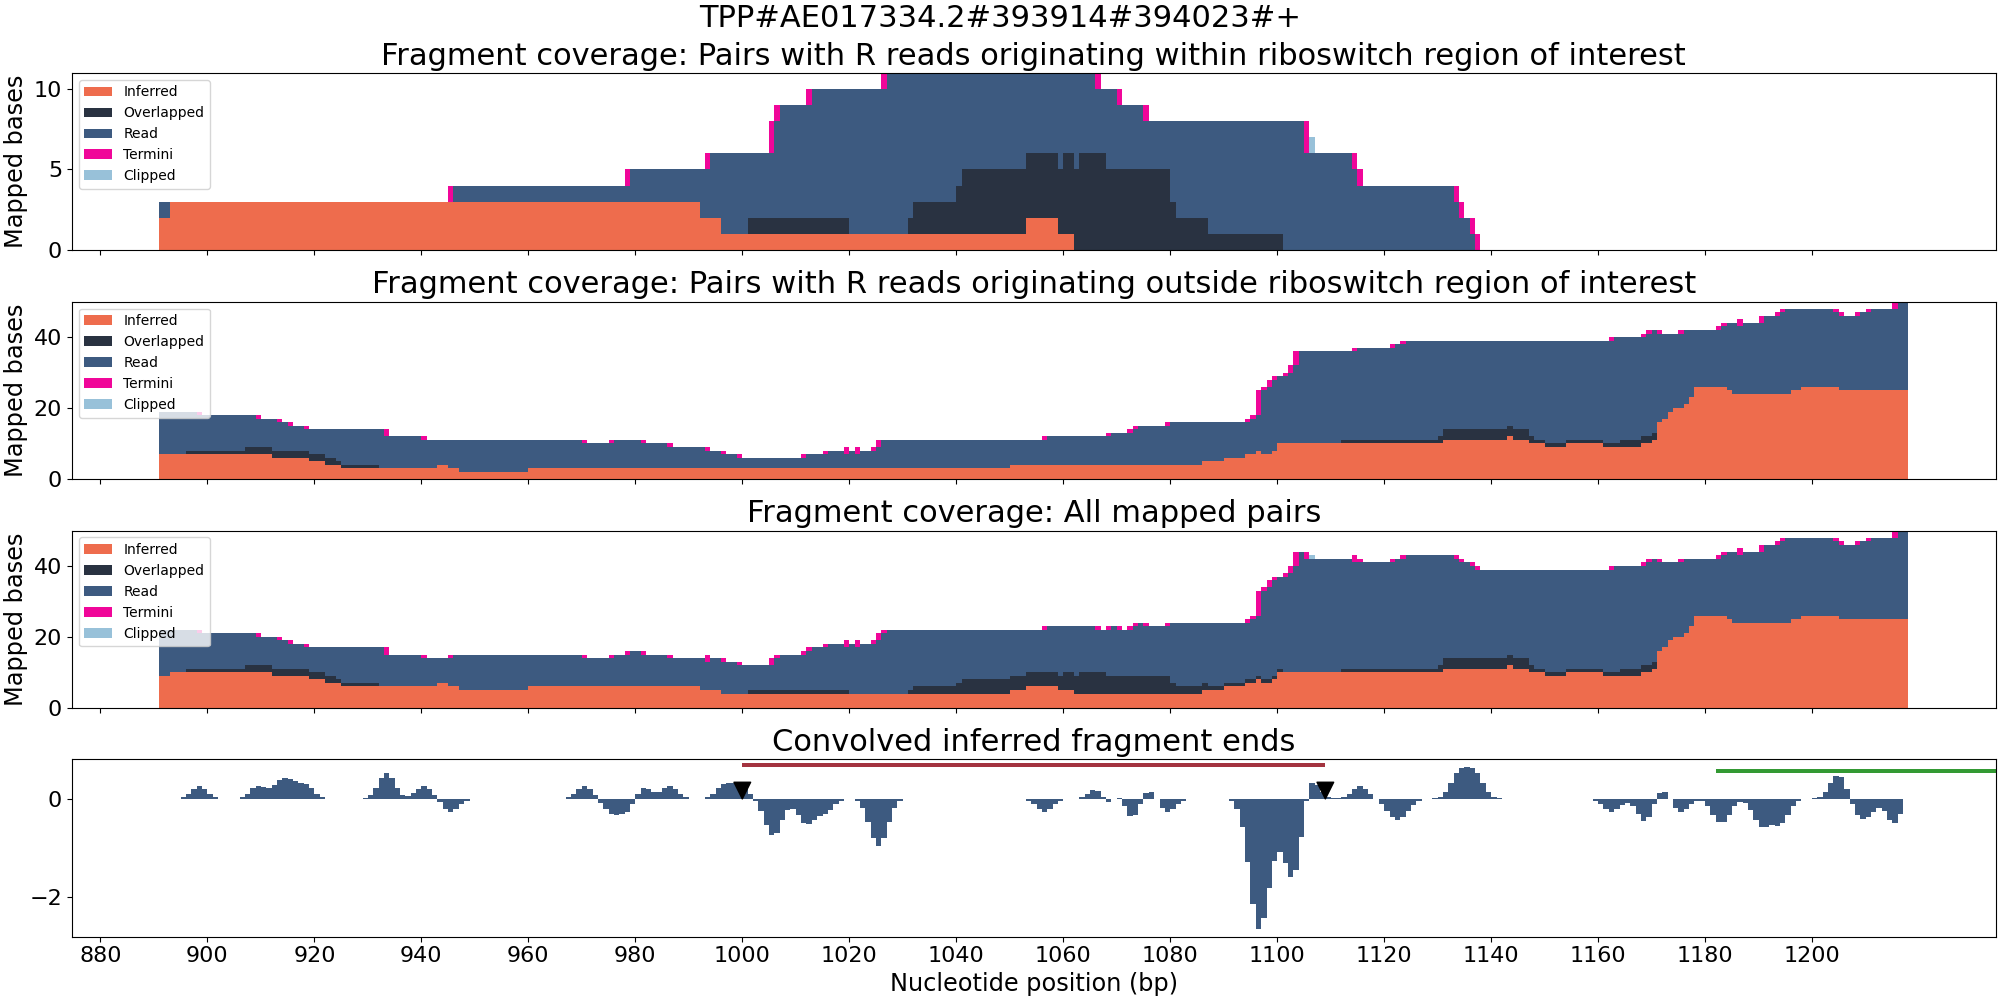 TPP#AE017334.2#393914#394023#+
Fragment coverage: Pairs with R reads originating within riboswitch region of interest
Mapped bases
10
5
0
Inferred
Overlapped
Read
Termini
Clipped
Fragment coverage: Pairs with R reads originating outside riboswitch region of interest
Mapped bases
40
20
0
Inferred
Overlapped
Read
Termini
Clipped
Fragment coverage: All mapped pairs
Mapped bases
40
20
0
Inferred
Overlapped
Read
Termini
Clipped
Convolved inferred fragment ends
0
−2
880 900 920 940 960 980 1000 1020 1040 1060 1080 1100 1120 1140 1160 1180 1200
Nucleotide position (bp)